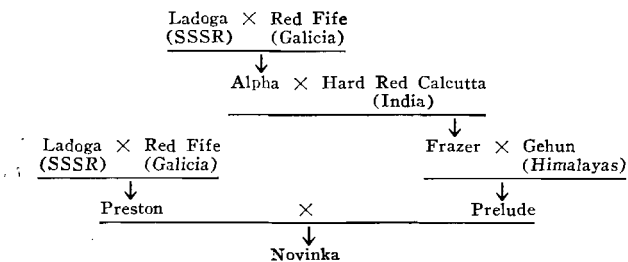 Ladoga × Red Fife
(SSSR) (Galicia)
Alpha × Hard Red Calcutta
(India)
Ladoga × Red Fife Frazer × Gehun
(SSSR) (Galicia) (Himalayas)
Preston × Prelude
Novinka